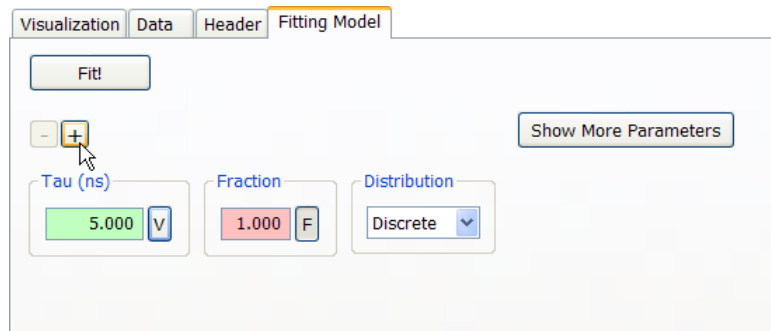 Visualization Data Header Fitting Model
Fit!
- +
Show More Parameters
Tau (ns) Fraction Distribution
5.000 V 1.000 F Discrete